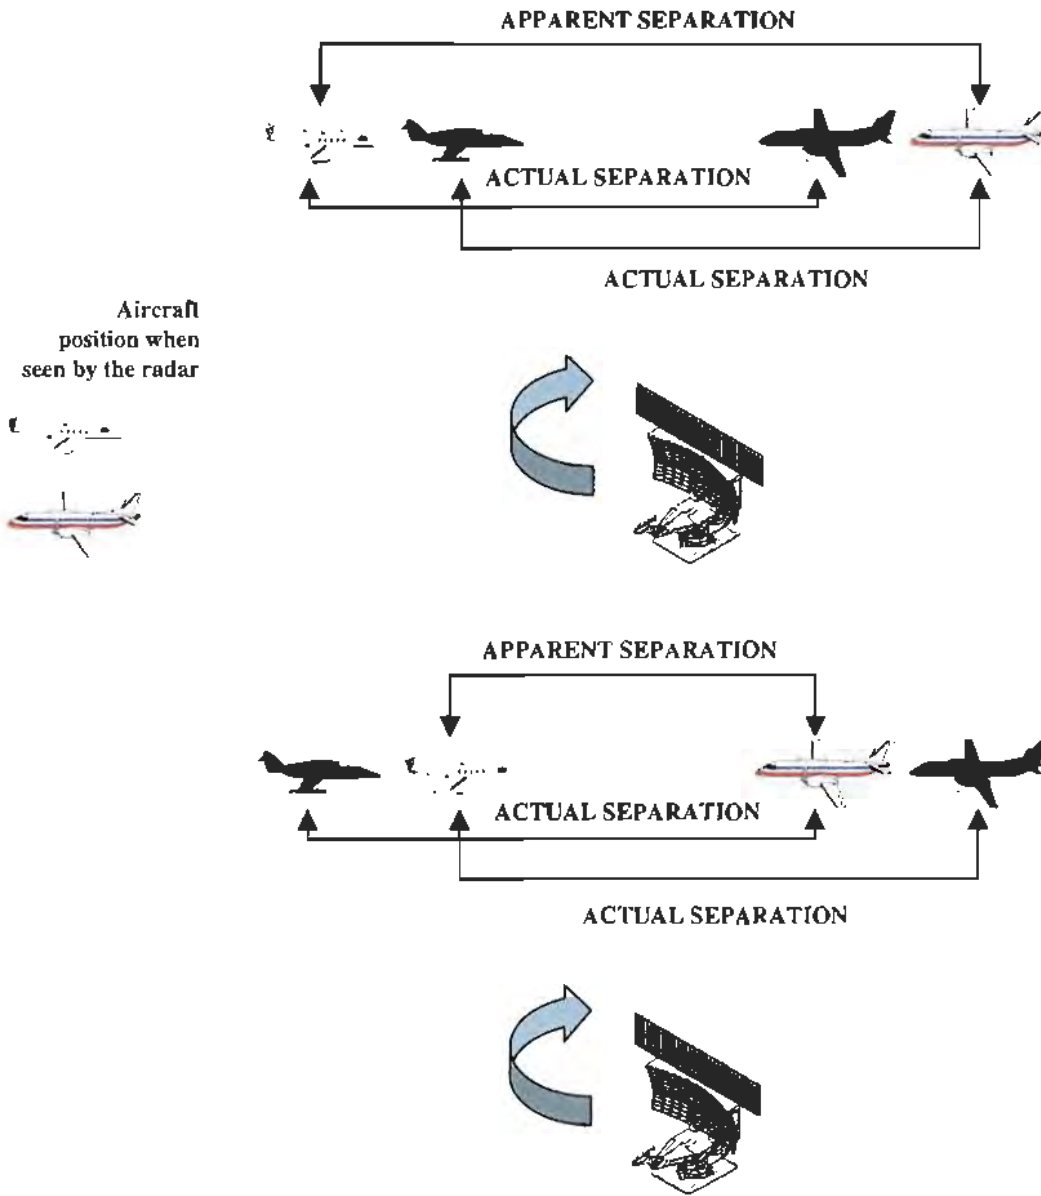 APPARENT SEPARATION
ACTUAL SEPARATION
ACTUAL SEPARATION
Aircraft
position when
seen by the radar
APPARENT SEPARATION
ACTUAL SEPARATION
ACTUAL SEPARATION